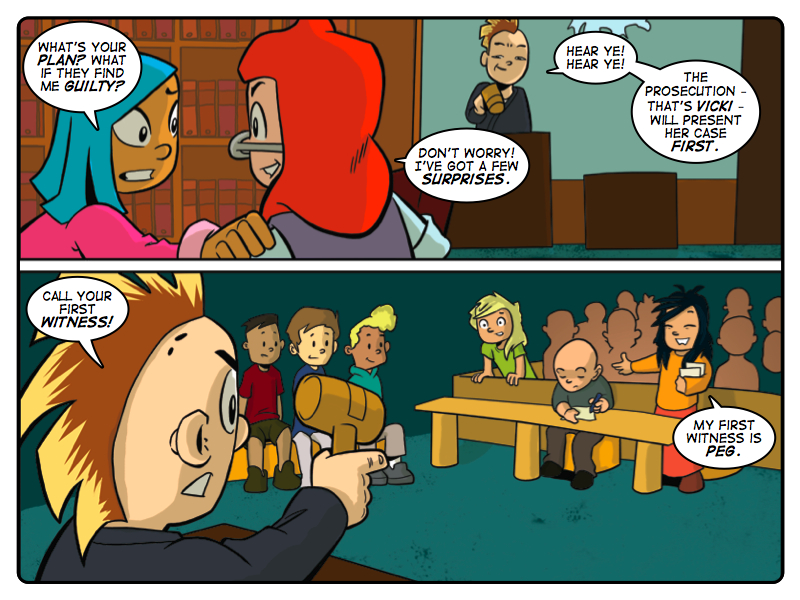 WHAT'S YOUR
PLAN? WHAT
IF THEY FIND
ME GUILTY?
DON'T WORRY!
I'VE GOT A FEW
SURPRISES.
HEAR YE!
HEAR YE!
THE
PROSECUTION -
THAT'S VICKI -
WILL PRESENT
HER CASE
FIRST.
CALL YOUR
FIRST
WITNESS!
MY FIRST
WITNESS IS
PEG.